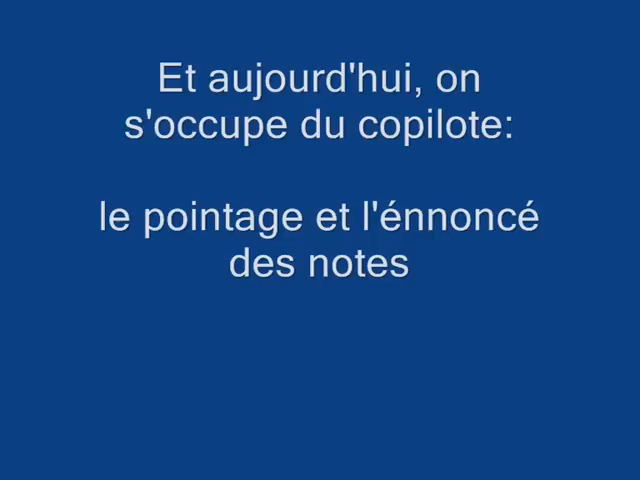 Et aujourd'hui, on
s'occupe du copilote:
le pointage et l'énnoncé
des notes